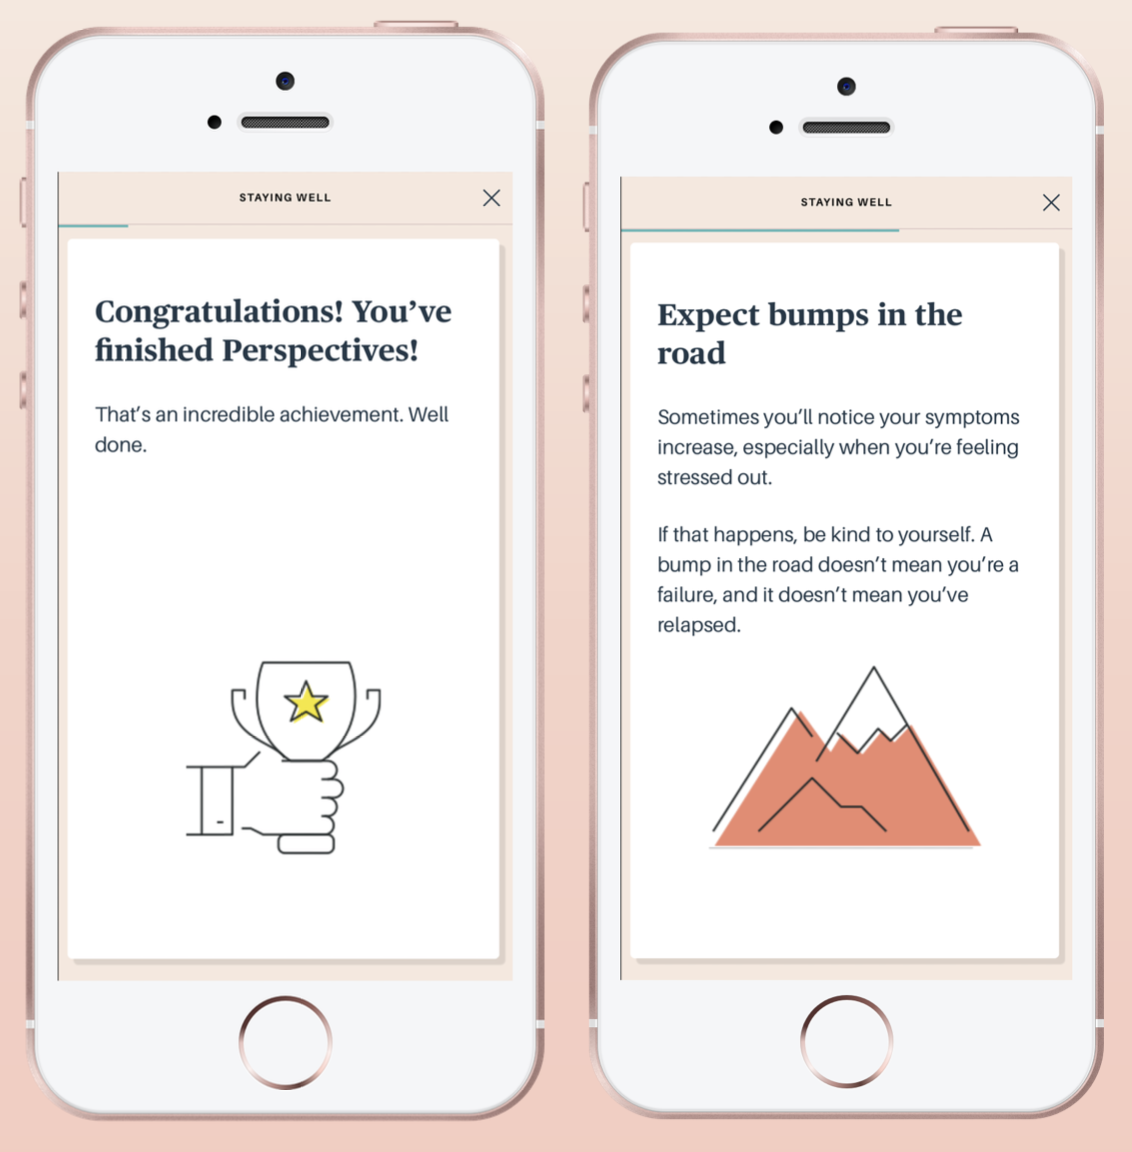 STAYING WELL
Congratulations! You’ve
finished Perspectives!
That’s an incredible achievement. Well
done.
STAYING WELL
Expect bumps in the
road
Sometimes you’ll notice your symptoms
increase, especially when you’re feeling
stressed out.
If that happens, be kind to yourself. A
bump in the road doesn’t mean you’re a
failure, and it doesn’t mean you’ve
relapsed.